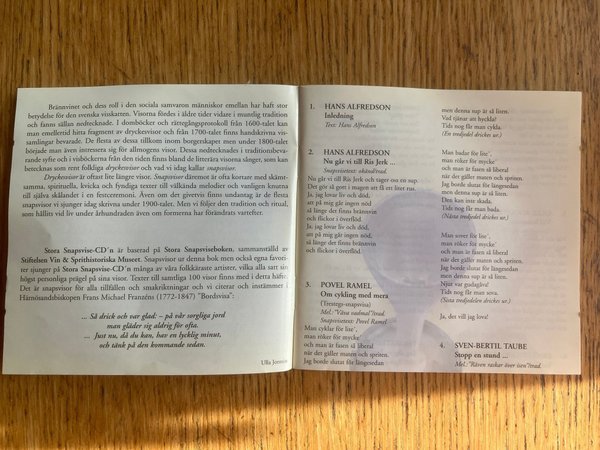 Brännvinet och dess roll i den sociala samvaron människor emellan har haft stor
betydelse för den svenska visskatten. Visorna fördes i äldre tider vidare i muntlig tradition
och fanns sällan nedtecknade. I domböcker och rättegångsprotokoll från 1600-talet kan
man emellertid hitta fragment av dryckesvisor och från 1700-talet finns handskrivna vis-
samlingar bevarade. De flesta av dessa tillkom inom borgerskapet men under 1800-talet
började man även intressera sig för allmogens visor. Dessa nedtecknades i traditionsbeva-
rande syfte och i visböckerna från den tiden finns bland de litterära visorna sånger, som kan
betecknas som rent folkliga dryckesvisor och vad vi idag kallar snapsvisor.
Dryckesvisor är oftast lite längre visor. Snapsvisor däremot är ofta kortare med skämt-
samma, spirituella, kvicka och fyndiga texter till välkända melodier och vanligen knutna
till själva skålandet i en festceremoni. Även om det givetvis finns undantag är de flesta
snapsvisor vi sjunger idag skrivna under 1900-talet. Men vi följer den tradition och ritual,
som hållits vid liv under århundraden även om formerna har förändrats vartefter.
Stora Snapsvise-CD´n är baserad på Stora Snapsviseboken, sammanställd av
Stiftelsen Vin & Sprithistoriska Museet. Snapsvisor ur denna bok men också egna favori-
ter sjunger på Stora Snapsvise-CD´n många av våra folkkäraste artister, vilka alla satt sin
högst personliga prägel på sina visor. Texter till samtliga 100 visor finns med i detta häfte.
Det är snapsvisor för alla tillfällen och smakriktningar och vi citerar och instämmer i
Härnösandbiskopen Frans Michael Franzéns (1772-1847) "Bordsvisa":
... Så drick och var glad: – på vår sorgliga jord
man gläder sig aldrig för ofta.
... Just nu, då du kan, hav en lycklig minut,
och tänk på den kommande sedan.
Ulla
1. HANS ALFREDSON
Inledning
Text: Hans Alfredson
2. HANS ALFREDSON
Nu går vi till Ris Jerk ...
Snapsvisetext: okänd/trad.
Nu går vi till Ris Jerk och tager oss en sup.
Det gör så gott i magen att få ett litet rus.
Ja, jag lovar liv och död,
att på mig går ingen nöd
så länge det finns brännvin
och flickor i överflöd.
Ja, jag lovar liv och död,
att på mig går ingen nöd,
så länge det finns brännvin
och flickor i överflöd.
3. POVEL RAMEL
Om cykling med mera
(Trestegs-snapsvisa)
Mel.: "Växa
Snapsvisetext: Povel Ramel
Man cyklar för lite´,
man röker för mycke´
och man är fasen så liberal
när det gäller maten och spriten.
Jag borde slutat för längesedan
men denna sup är så liten.
Vad tjänar att hyckla?
Tids nog får man cykla.
(En tredjedel drickes ur.)
Man badar för lite´,
man röker för mycke´
och man är fasen så liberal
när det gäller maten och spriten.
Jag borde slutat för längesedan
men denna sup är så liten.
Den kan inte skada.
Tids nog får man bada.
(Nästa tredjedel drickes ur.)
Man sover för lite´,
man röker för mycke´
och man är fasen så liberal
när det gäller maten och spriten.
Jag borde slutat för längesedan
men denna sup är så liten.
Njut var gudagåva!
Tids nog får man sova.
(Sista tredjedelen drickes ur.)
Ja, det vill jag lova!
4. SVEN-BERTIL TAUBE
Stopp en stund ...
Mel.: "Räven raskar över isen"/trad.